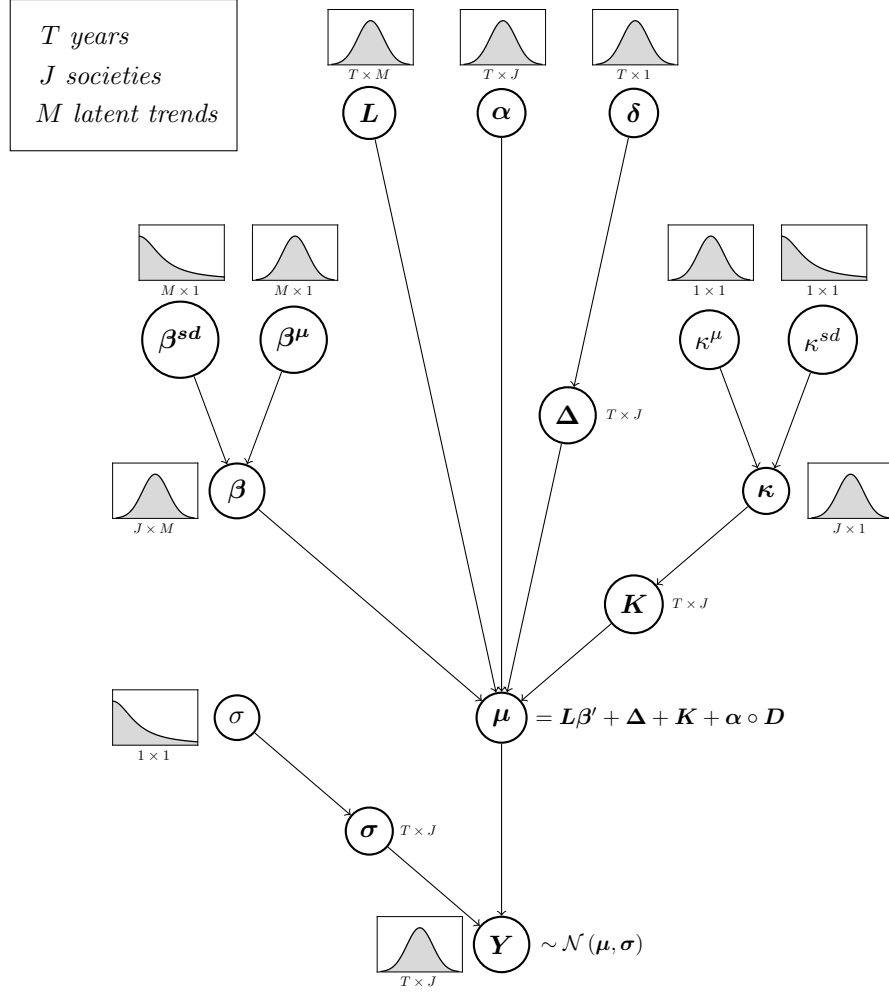 T years
J societies
M latent trends
T × M
T × J
T × 1
L
α
δ
M × 1
M × 1
1 × 1
1 × 1
β^{sd}
β^μ
κ^μ
κ^{sd}
Δ
T × J
β
κ
J × M
J × 1
K
T × J
σ
μ
= Lβ′ + Δ + K + α ∘ D
1 × 1
σ
T × J
Y
∼ 𝒩 (μ, σ)
T × J